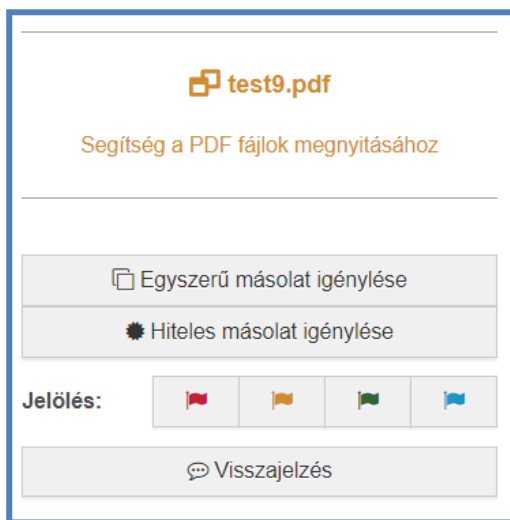 test9.pdf
Segítség a PDF fájlok megnyitásához
Egyszerű másolat igénylése
Hiteles másolat igénylése
Jelölés:
Visszajelzés